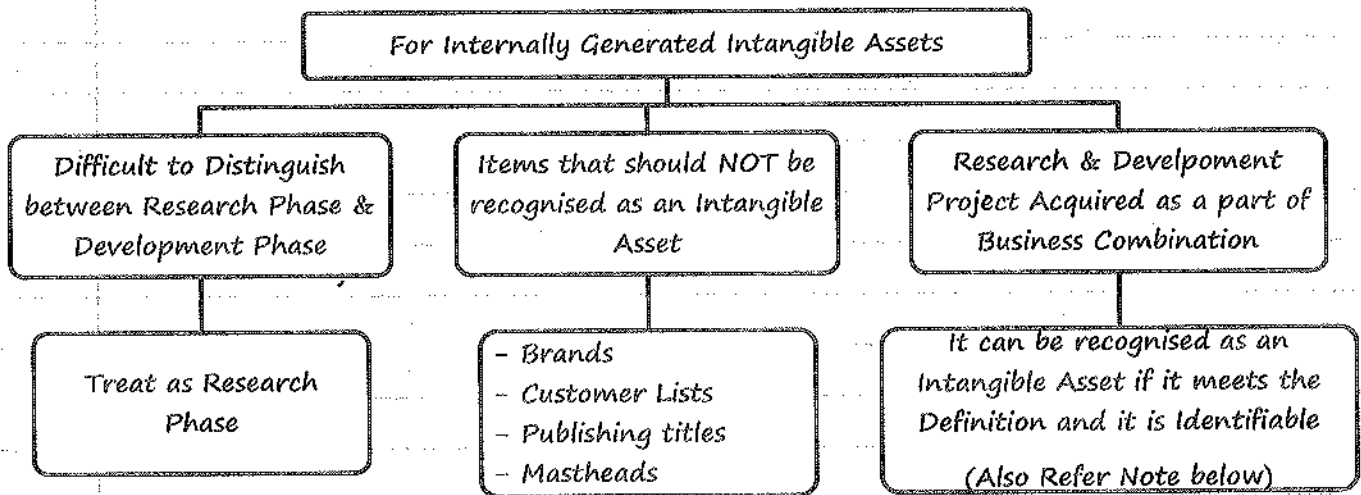 For Internally Generated Intangible Assets
Difficult to Distinguish
between Research Phase &
Development Phase
Treat as Research
Phase
Items that should NOT be
recognised as an Intangible
Asset
- Brands
- Customer Lists
- Publishing titles
- Mastheads
Research & Develpoment
Project Acquired as a part of
Business Combination
It can be recognised as an
Intangible Asset if it meets the
Definition and it is Identifiable
(Also Refer Note below)